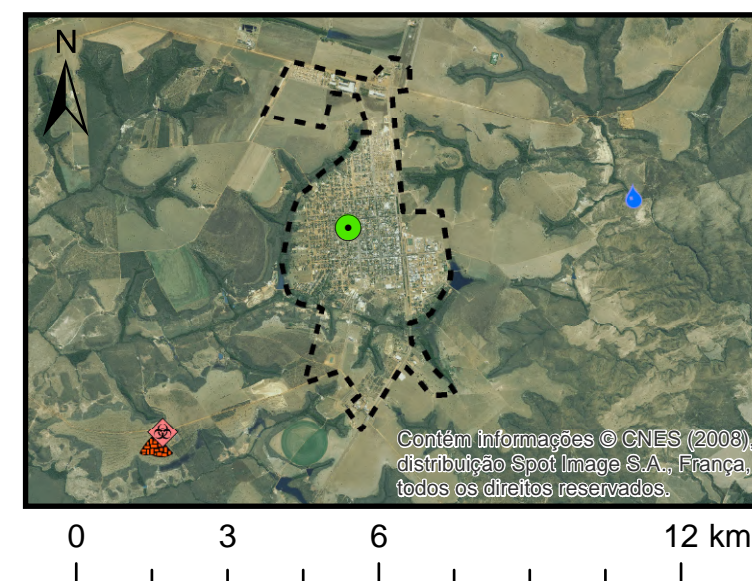 N
Contém informações © CNES (2008),
distribuição Spot Image S.A., França,
todos os direitos reservados.
0 3 6 12 km